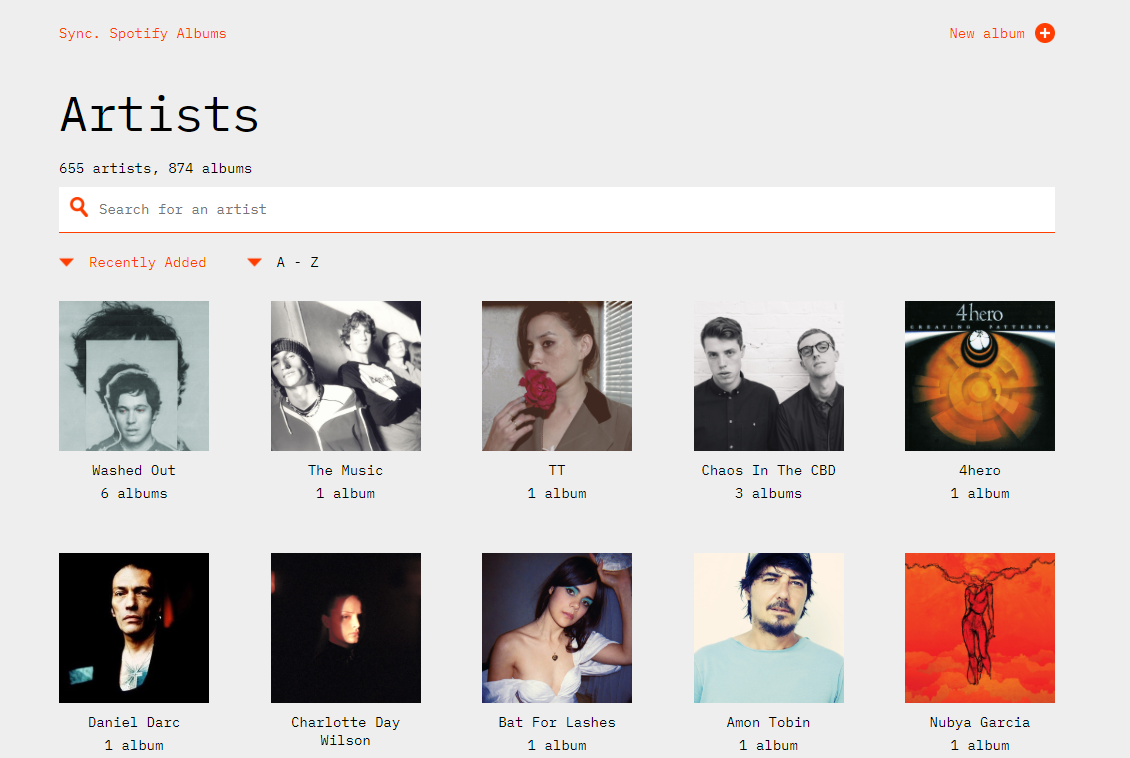 Sync. Spotify Albums
New album
Artists
655 artists, 874 albums
Search for an artist
Recently Added
A - Z
4hero
CREATING PATTERNS
Washed Out
6 albums
The Music
1 album
TT
1 album
Chaos In The CBD
3 albums
4hero
1 album
Daniel Darc
1 album
Charlotte Day
Wilson
Bat For Lashes
1 album
Amon Tobin
1 album
Nubya Garcia
1 album